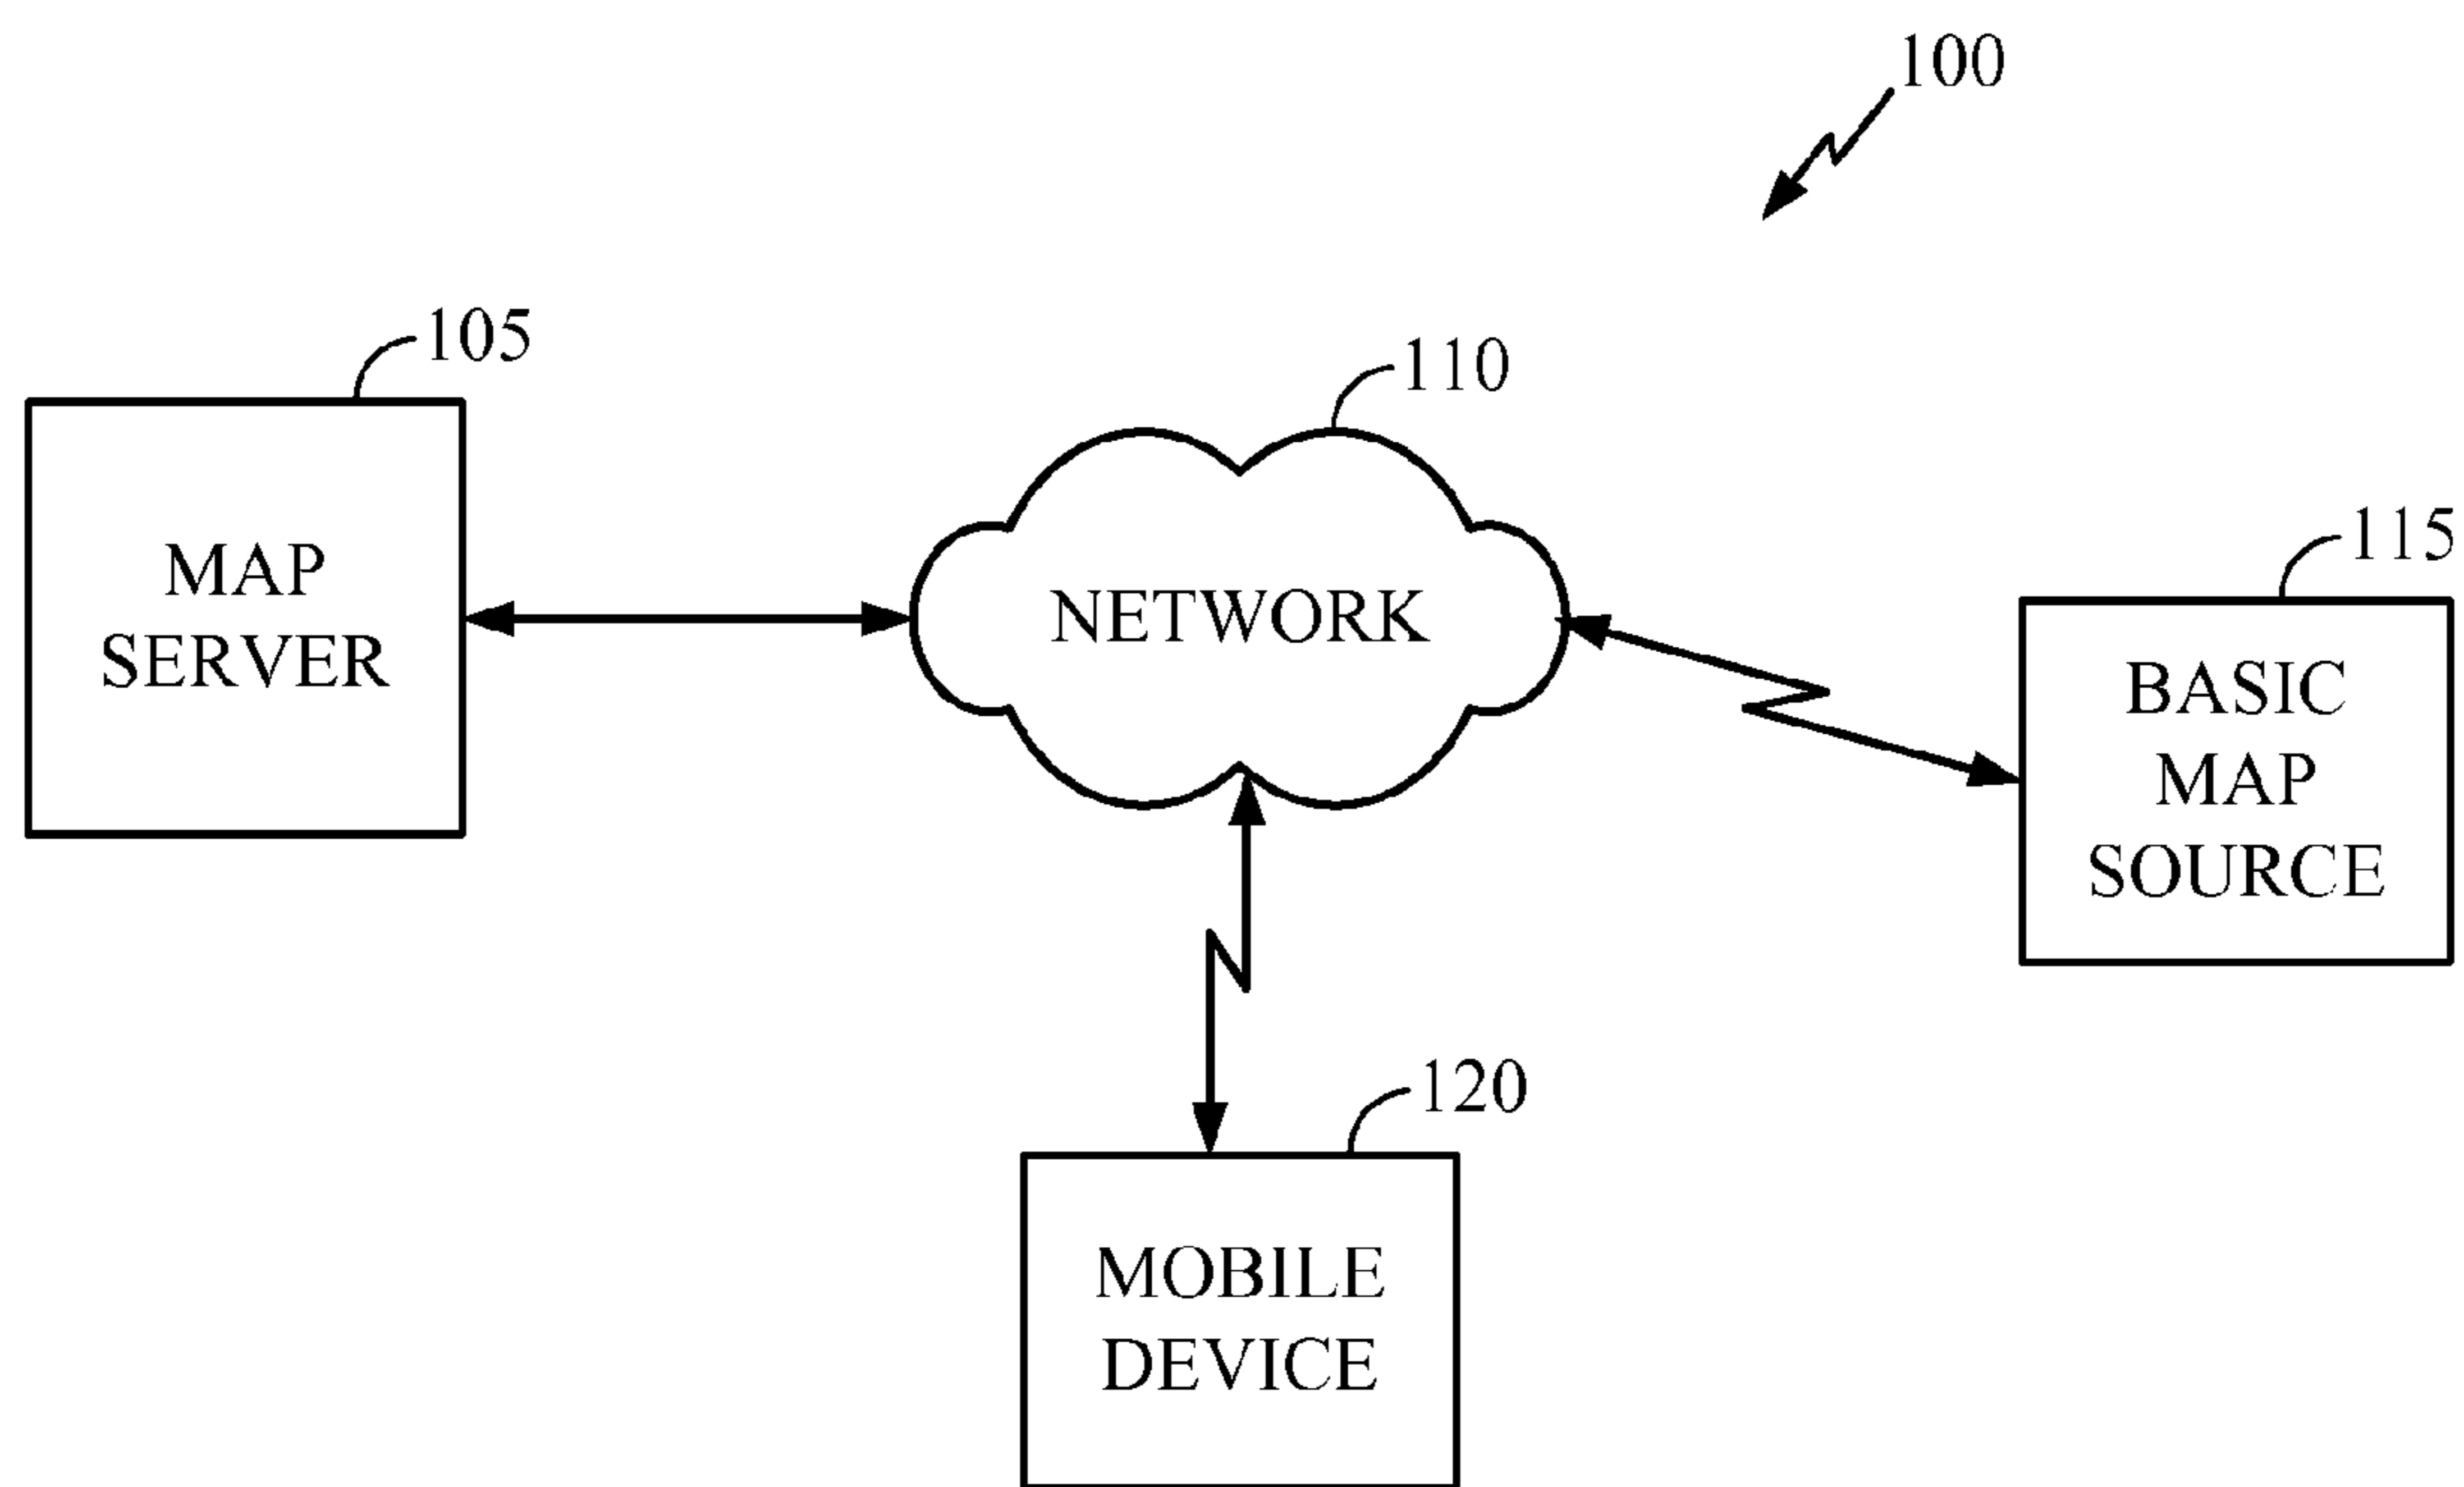 100
105
110
115
MAP
SERVER
NETWORK
BASIC
MAP
SOURCE
120
MOBILE
DEVICE